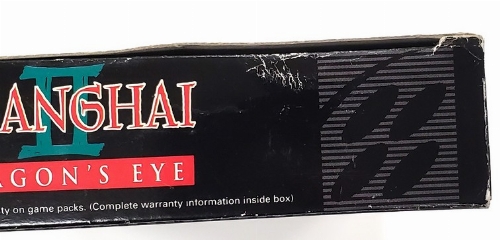 ANGHAI
II
AGON'S EYE
ty on game packs. (Complete warranty information inside box)